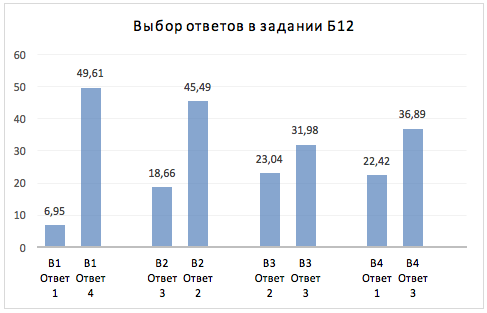 Выбор ответов в задании Б12
60
50
40
30
20
10
0
6,95
49,61
18,66
45,49
23,04
31,98
22,42
36,89
В1 Ответ 1
В1 Ответ 4
В2 Ответ 3
В2 Ответ 2
В3 Ответ 2
В3 Ответ 3
В4 Ответ 1
В4 Ответ 3